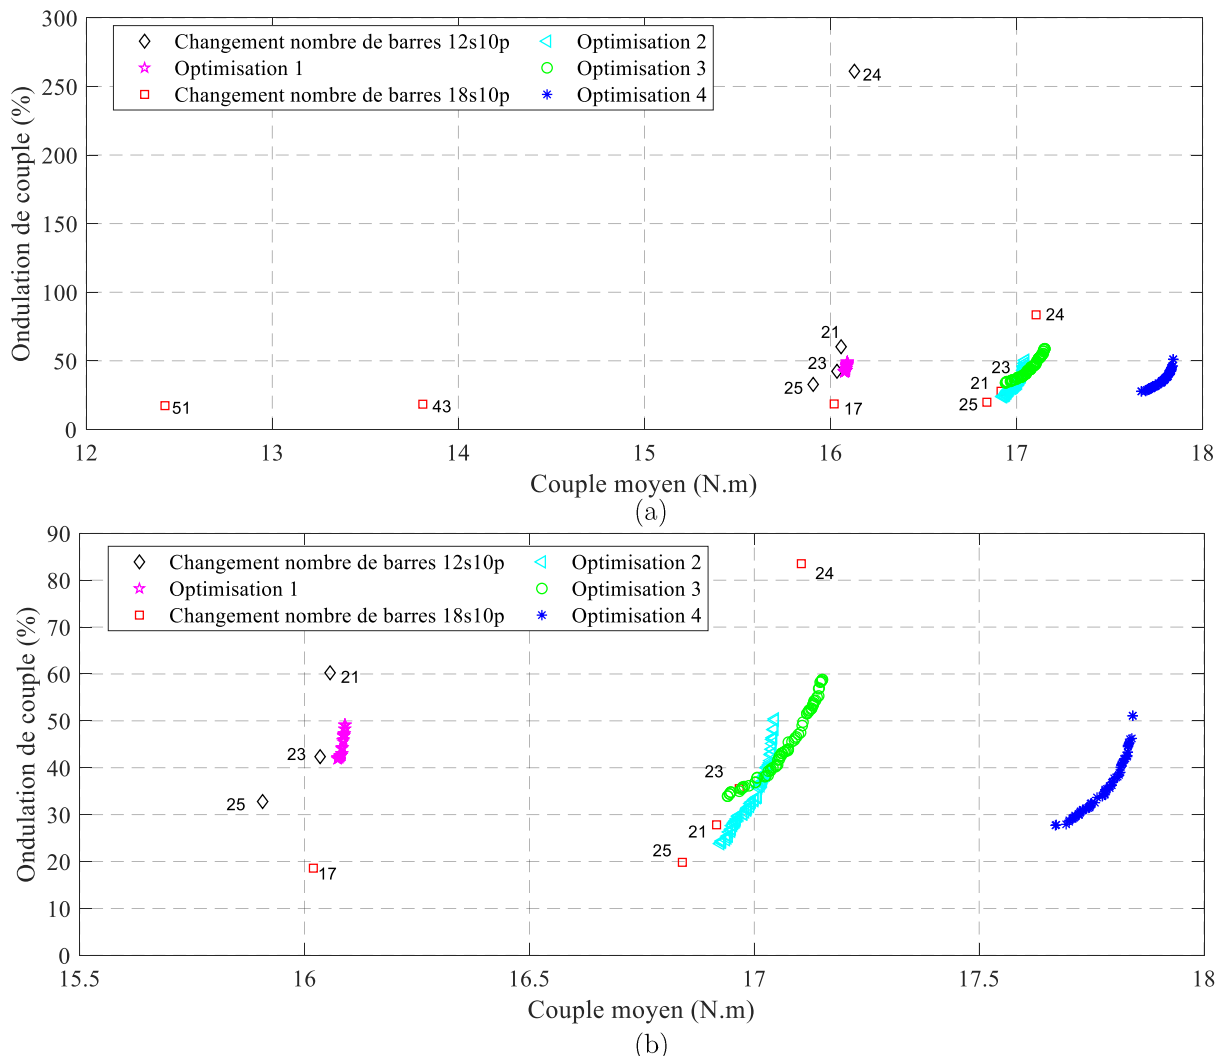 300
250
200
150
100
50
0
Ondulation de couple (%)
Changement nombre de barres 12s10p
Optimisation 1
Changement nombre de barres 18s10p
Optimisation 2
Optimisation 3
Optimisation 4
24
21
23
25
17
51
43
24
23
21
25
12
13
14
15
16
17
18
Couple moyen (N.m)
(a)
90
80
70
60
50
40
30
20
10
0
Ondulation de couple (%)
Changement nombre de barres 12s10p
Optimisation 1
Changement nombre de barres 18s10p
Optimisation 2
Optimisation 3
Optimisation 4
24
21
23
25
17
23
21
25
15.5
16
16.5
17
17.5
18
Couple moyen (N.m)
(b)